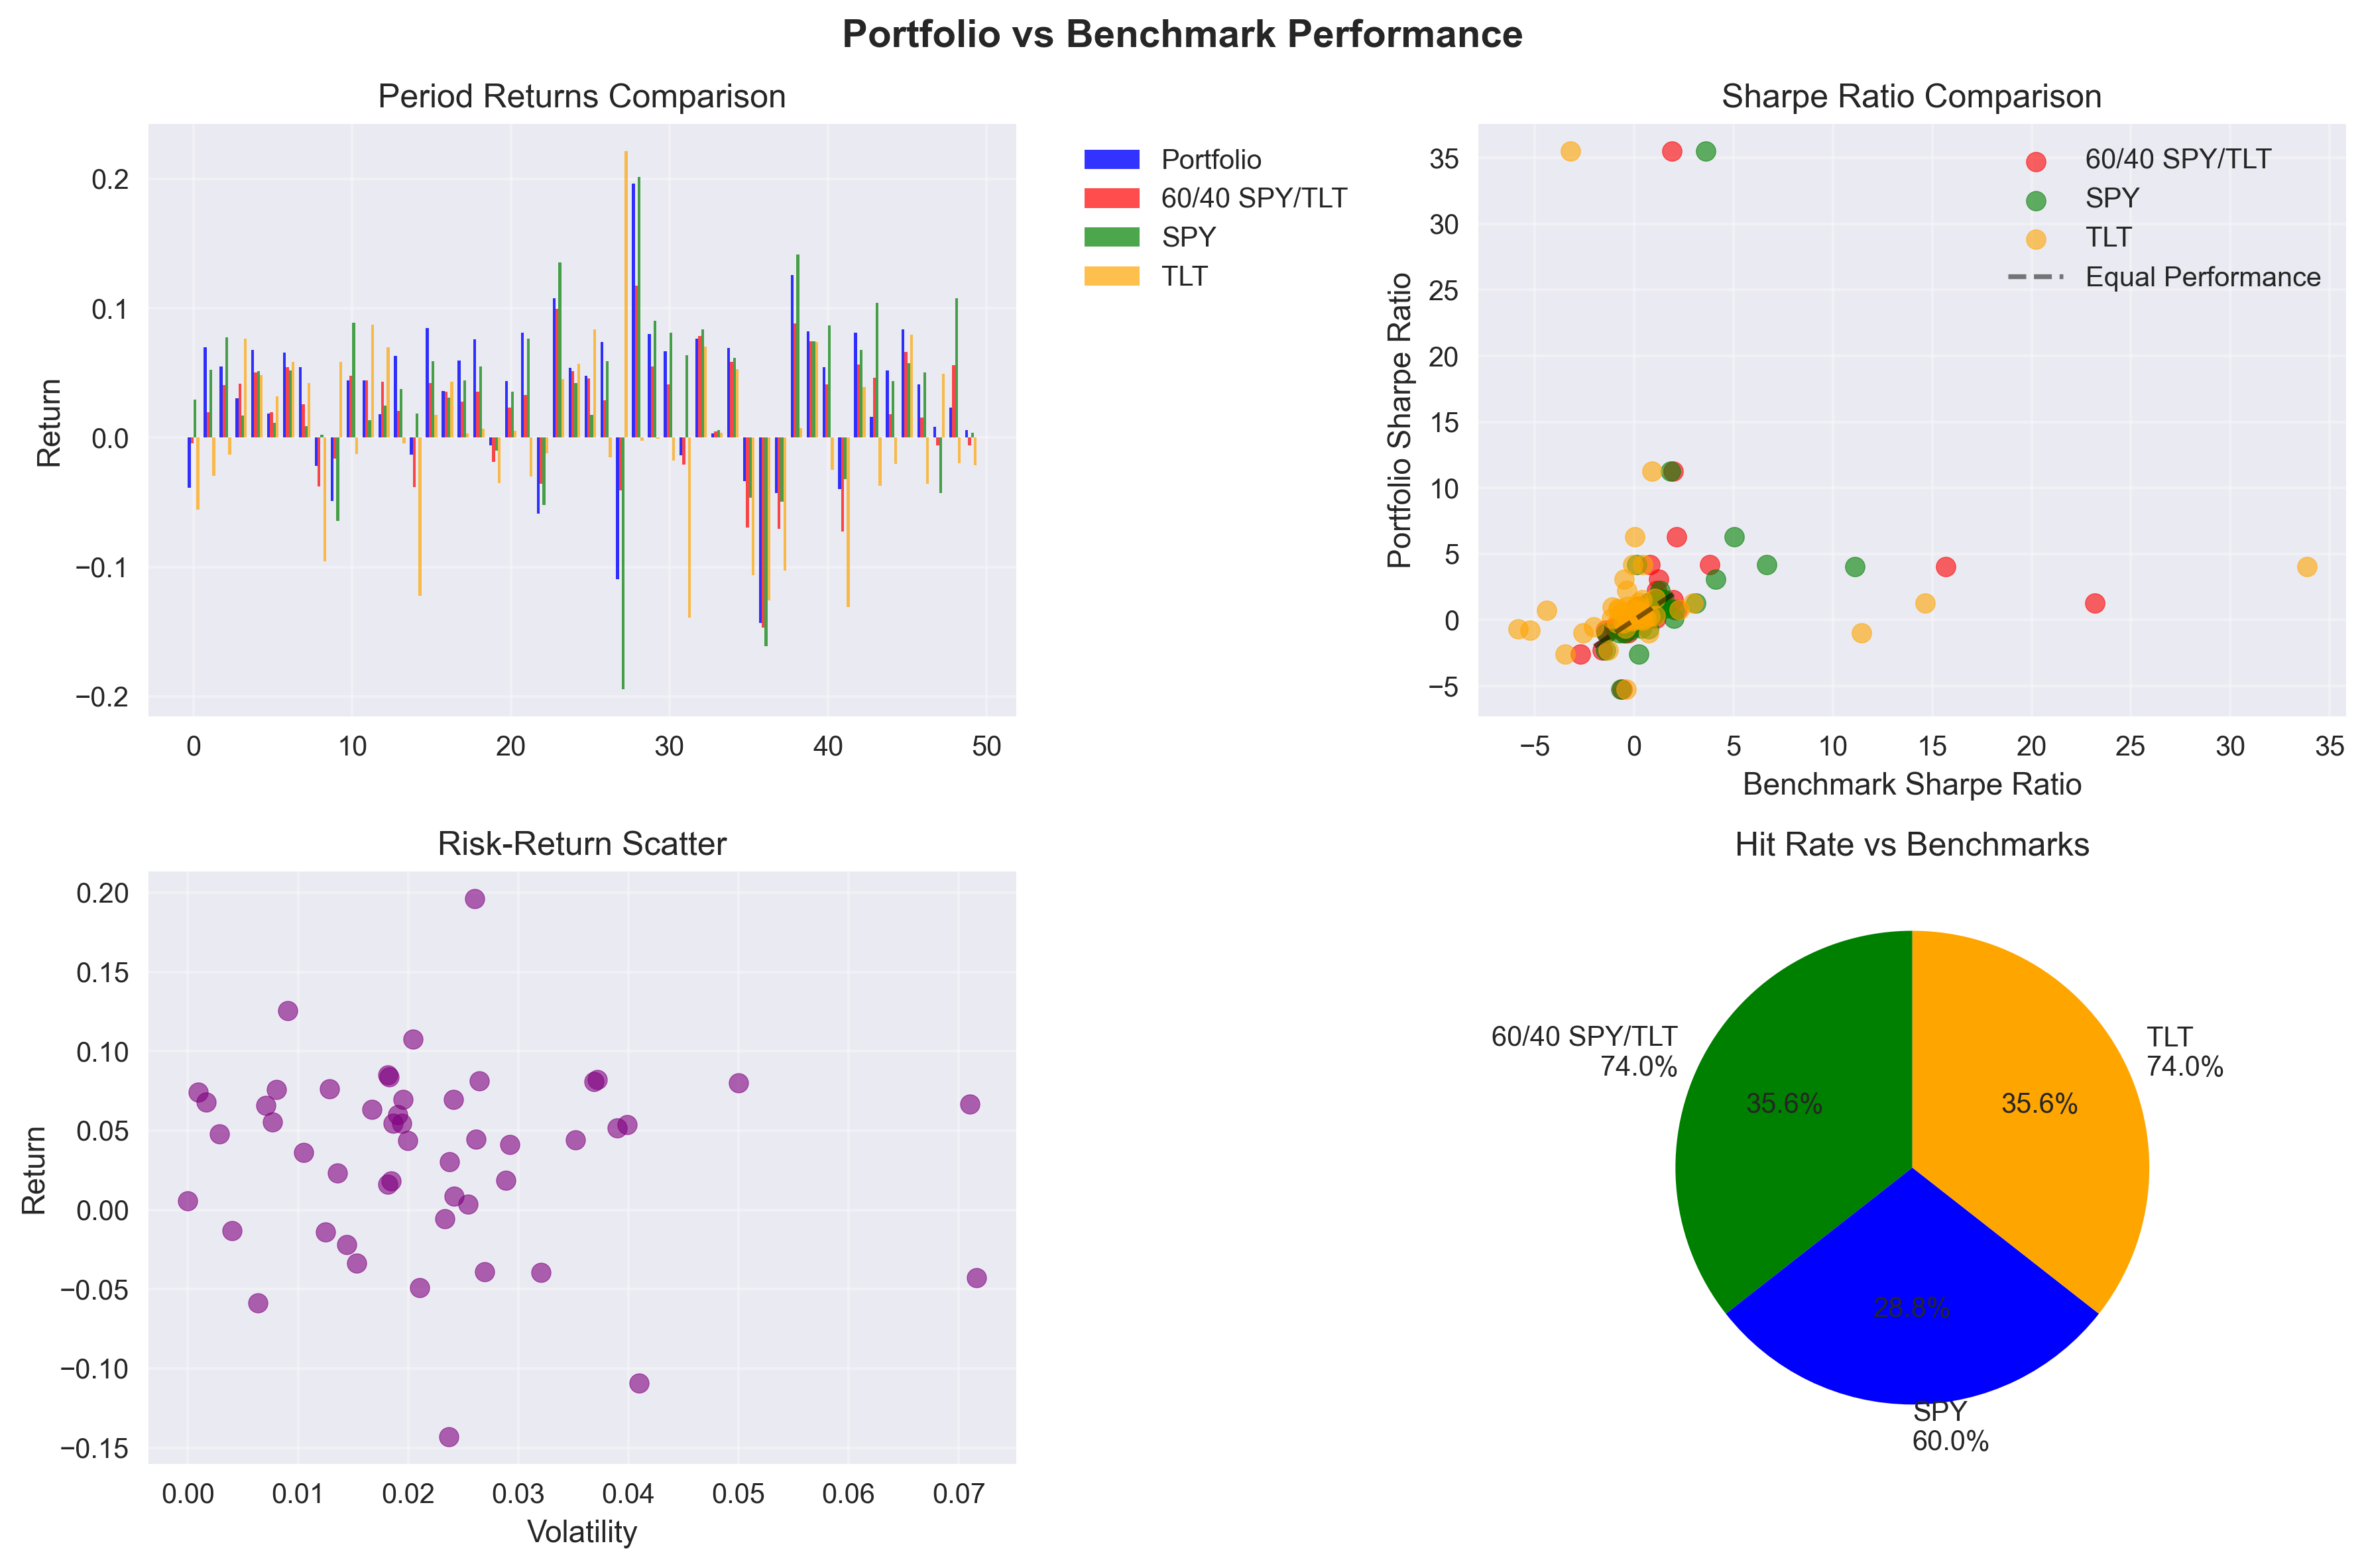 Portfolio vs Benchmark Performance
Period Returns Comparison
Return
0.2
0.1
0.0
−0.1
−0.2
0 10 20 30 40 50
Portfolio
60/40 SPY/TLT
SPY
TLT
Sharpe Ratio Comparison
Portfolio Sharpe Ratio
35
30
25
20
15
10
5
0
−5
−5 0 5 10 15 20 25 30 35
Benchmark Sharpe Ratio
60/40 SPY/TLT
SPY
TLT
Equal Performance
Risk-Return Scatter
Return
0.20
0.15
0.10
0.05
0.00
−0.05
−0.10
−0.15
0.00 0.01 0.02 0.03 0.04 0.05 0.06 0.07
Volatility
Hit Rate vs Benchmarks
60/40 SPY/TLT
74.0%
35.6%
TLT
74.0%
35.6%
28.8%
SPY
60.0%